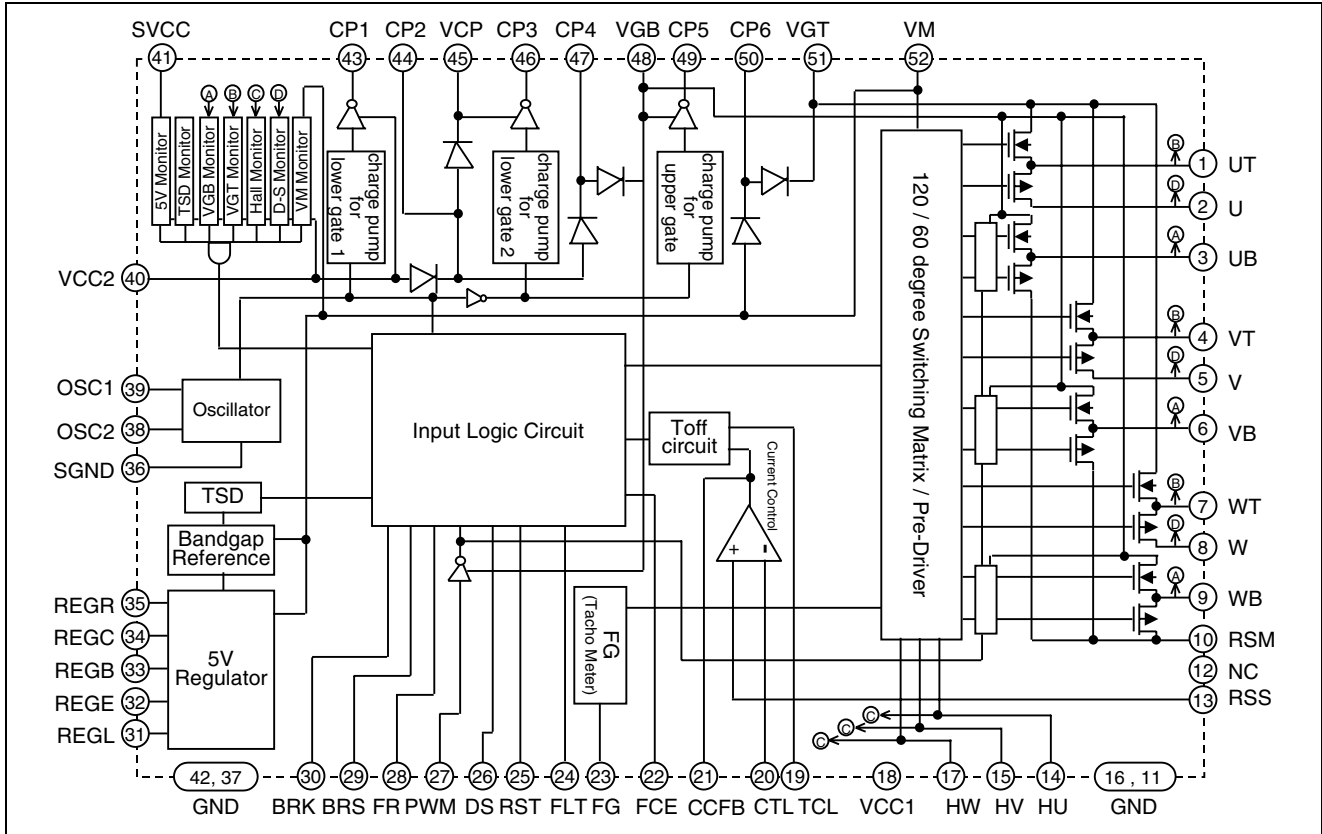 SVCC CP1 CP2 VCP CP3 CP4 VGB CP5 CP6 VGT VM
41 43 44 45 46 47 48 49 50 51 52
A B C D
5V Monitor
TSD Monitor
VGB Monitor
VGT Monitor
Hall Monitor
D-S Monitor
VM Monitor
charge pump
for
lower gate 1
charge pump
for
lower gate 2
charge pump
for
upper gate
120 / 60 degree Switching Matrix / Pre-Driver
B
1 UT
D
2 U
A
3 UB
B
4 VT
D
5 V
A
6 VB
B
7 WT
D
8 W
A
9 WB
10 RSM
12 NC
13 RSS
VCC2 40
OSC1 39
OSC2 38
SGND 36
Oscillator
Input Logic Circuit
Toff
circuit
Current Control
+ -
TSD
Bandgap
Reference
REGR 35
REGC 34
REGB 33
REGE 32
REGL 31
5V
Regulator
FG
(Tacho Meter)
C
C
C
42, 37 30 29 28 27 26 25 24 23 22 21 20 19 18 17 15 14 16 , 11
GND BRK BRS FR PWM DS RST FLT FG FCE CCFB CTL TCL VCC1 HW HV HU GND